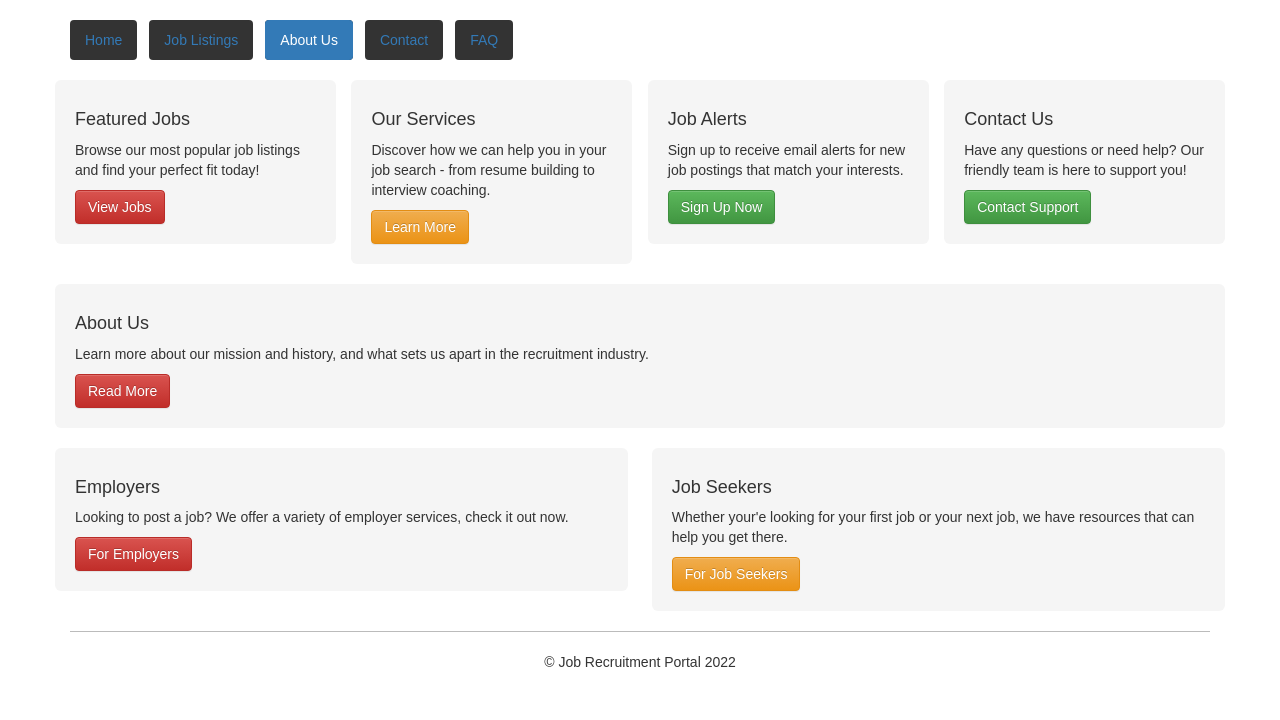 Home
Job Listings
About Us
Contact
FAQ
Featured Jobs
Browse our most popular job listings
and find your perfect fit today!
View Jobs
Our Services
Discover how we can help you in your
job search - from resume building to
interview coaching.
Learn More
Job Alerts
Sign up to receive email alerts for new
job postings that match your interests.
Sign Up Now
Contact Us
Have any questions or need help? Our
friendly team is here to support you!
Contact Support
About Us
Learn more about our mission and history, and what sets us apart in the recruitment industry.
Read More
Employers
Looking to post a job? We offer a variety of employer services, check it out now.
For Employers
Job Seekers
Whether your'e looking for your first job or your next job, we have resources that can
help you get there.
For Job Seekers
© Job Recruitment Portal 2022